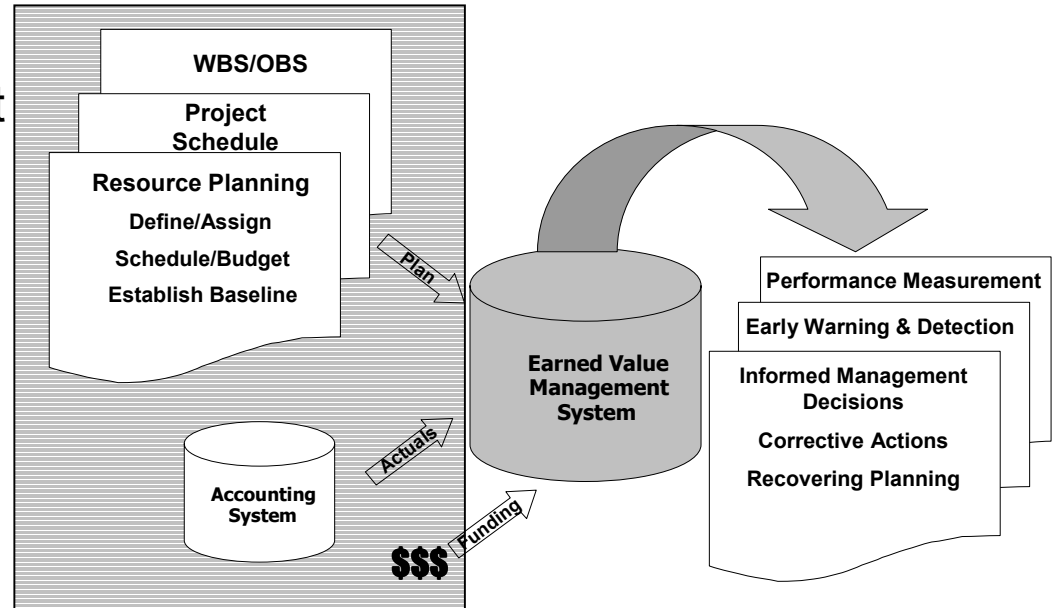 t
WBS/OBS
Project
Schedule
Resource Planning
Define/Assign
Schedule/Budget
Establish Baseline
Plan
Accounting
System
Actuals
$$$
Funding
Earned Value
Management
System
Performance Measurement
Early Warning & Detection
Informed Management
Decisions
Corrective Actions
Recovering Planning